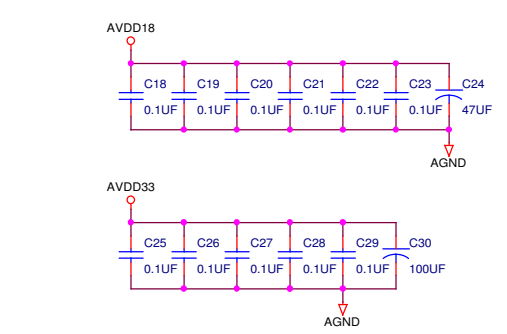 AVDD18
C18 C19 C20 C21 C22 C23 C24
0.1UF 0.1UF 0.1UF 0.1UF 0.1UF 0.1UF 47UF
AGND
AVDD33
C25 C26 C27 C28 C29 C30
0.1UF 0.1UF 0.1UF 0.1UF 0.1UF 100UF
AGND